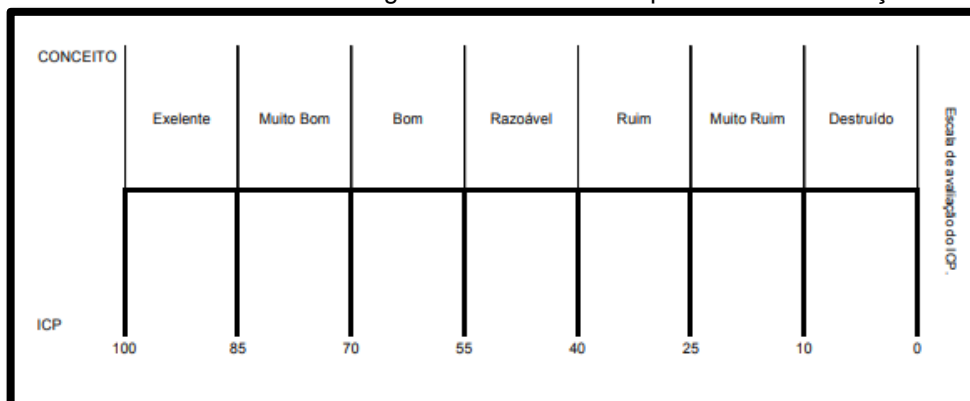 CONCEITO
Exelente Muito Bom Bom Razoável Ruim Muito Ruim Destruído
Escala de avaliação do ICP.
ICP
100 85 70 55 40 25 10 0